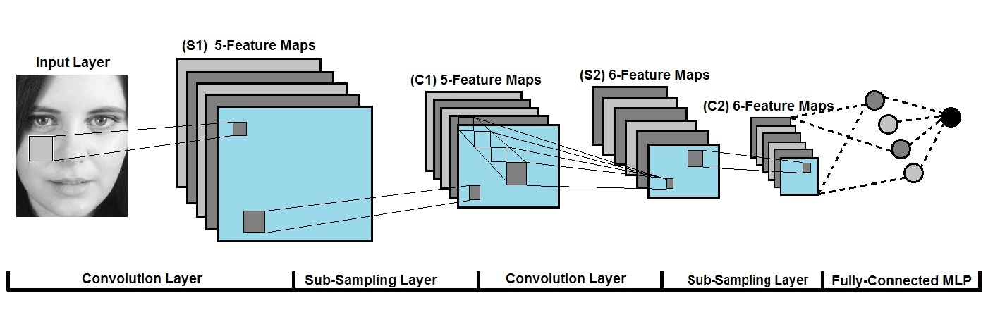 Input Layer
(S1) 5-Feature Maps
(C1) 5-Feature Maps
(S2) 6-Feature Maps
(C2) 6-Feature Maps
Convolution Layer
Sub-Sampling Layer
Convolution Layer
Sub-Sampling Layer
Fully-Connected MLP